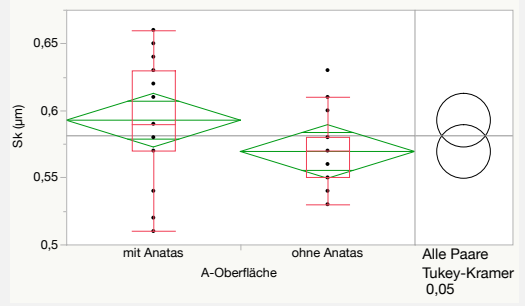 0,65
0,6
0,55
0,5
Sk (µm)
mit Anatas
ohne Anatas
A-Oberfläche
Alle Paare
Tukey-Kramer
0,05